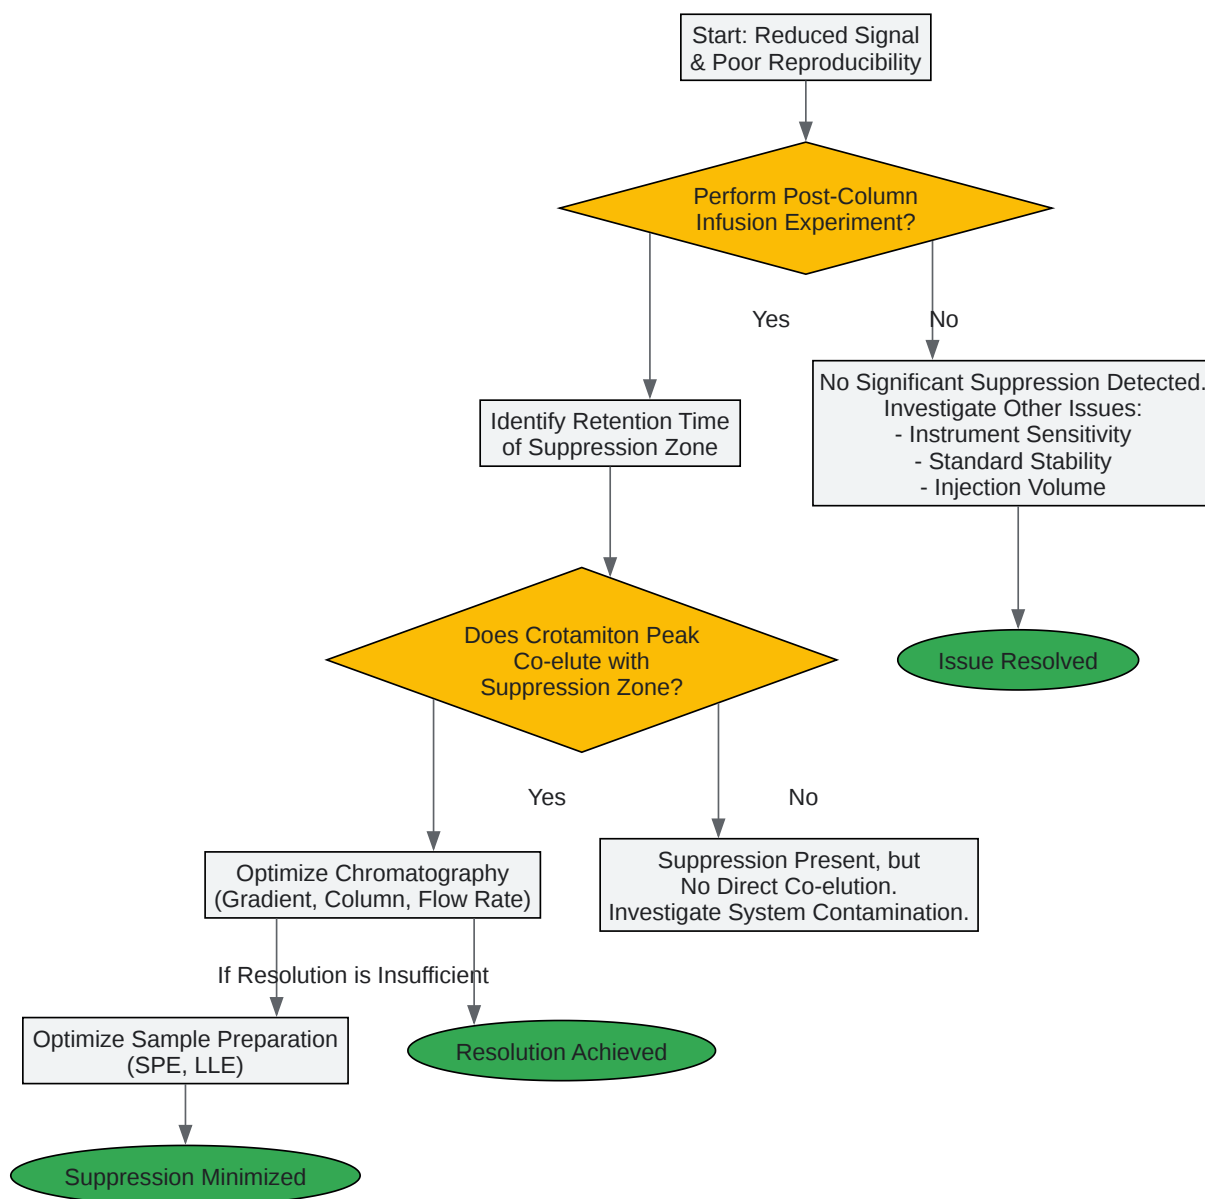 Start: Reduced Signal
& Poor Reproducibility
Perform Post-Column
Infusion Experiment?
Yes
No
No Significant Suppression Detected.
Investigate Other Issues:
- Instrument Sensitivity
- Standard Stability
- Injection Volume
Identify Retention Time
of Suppression Zone
Does Crotamiton Peak
Co-elute with
Suppression Zone?
Issue Resolved
Yes
No
Optimize Chromatography
(Gradient, Column, Flow Rate)
Suppression Present, but
No Direct Co-elution.
Investigate System Contamination.
If Resolution is Insufficient
Optimize Sample Preparation
(SPE, LLE)
Resolution Achieved
Suppression Minimized